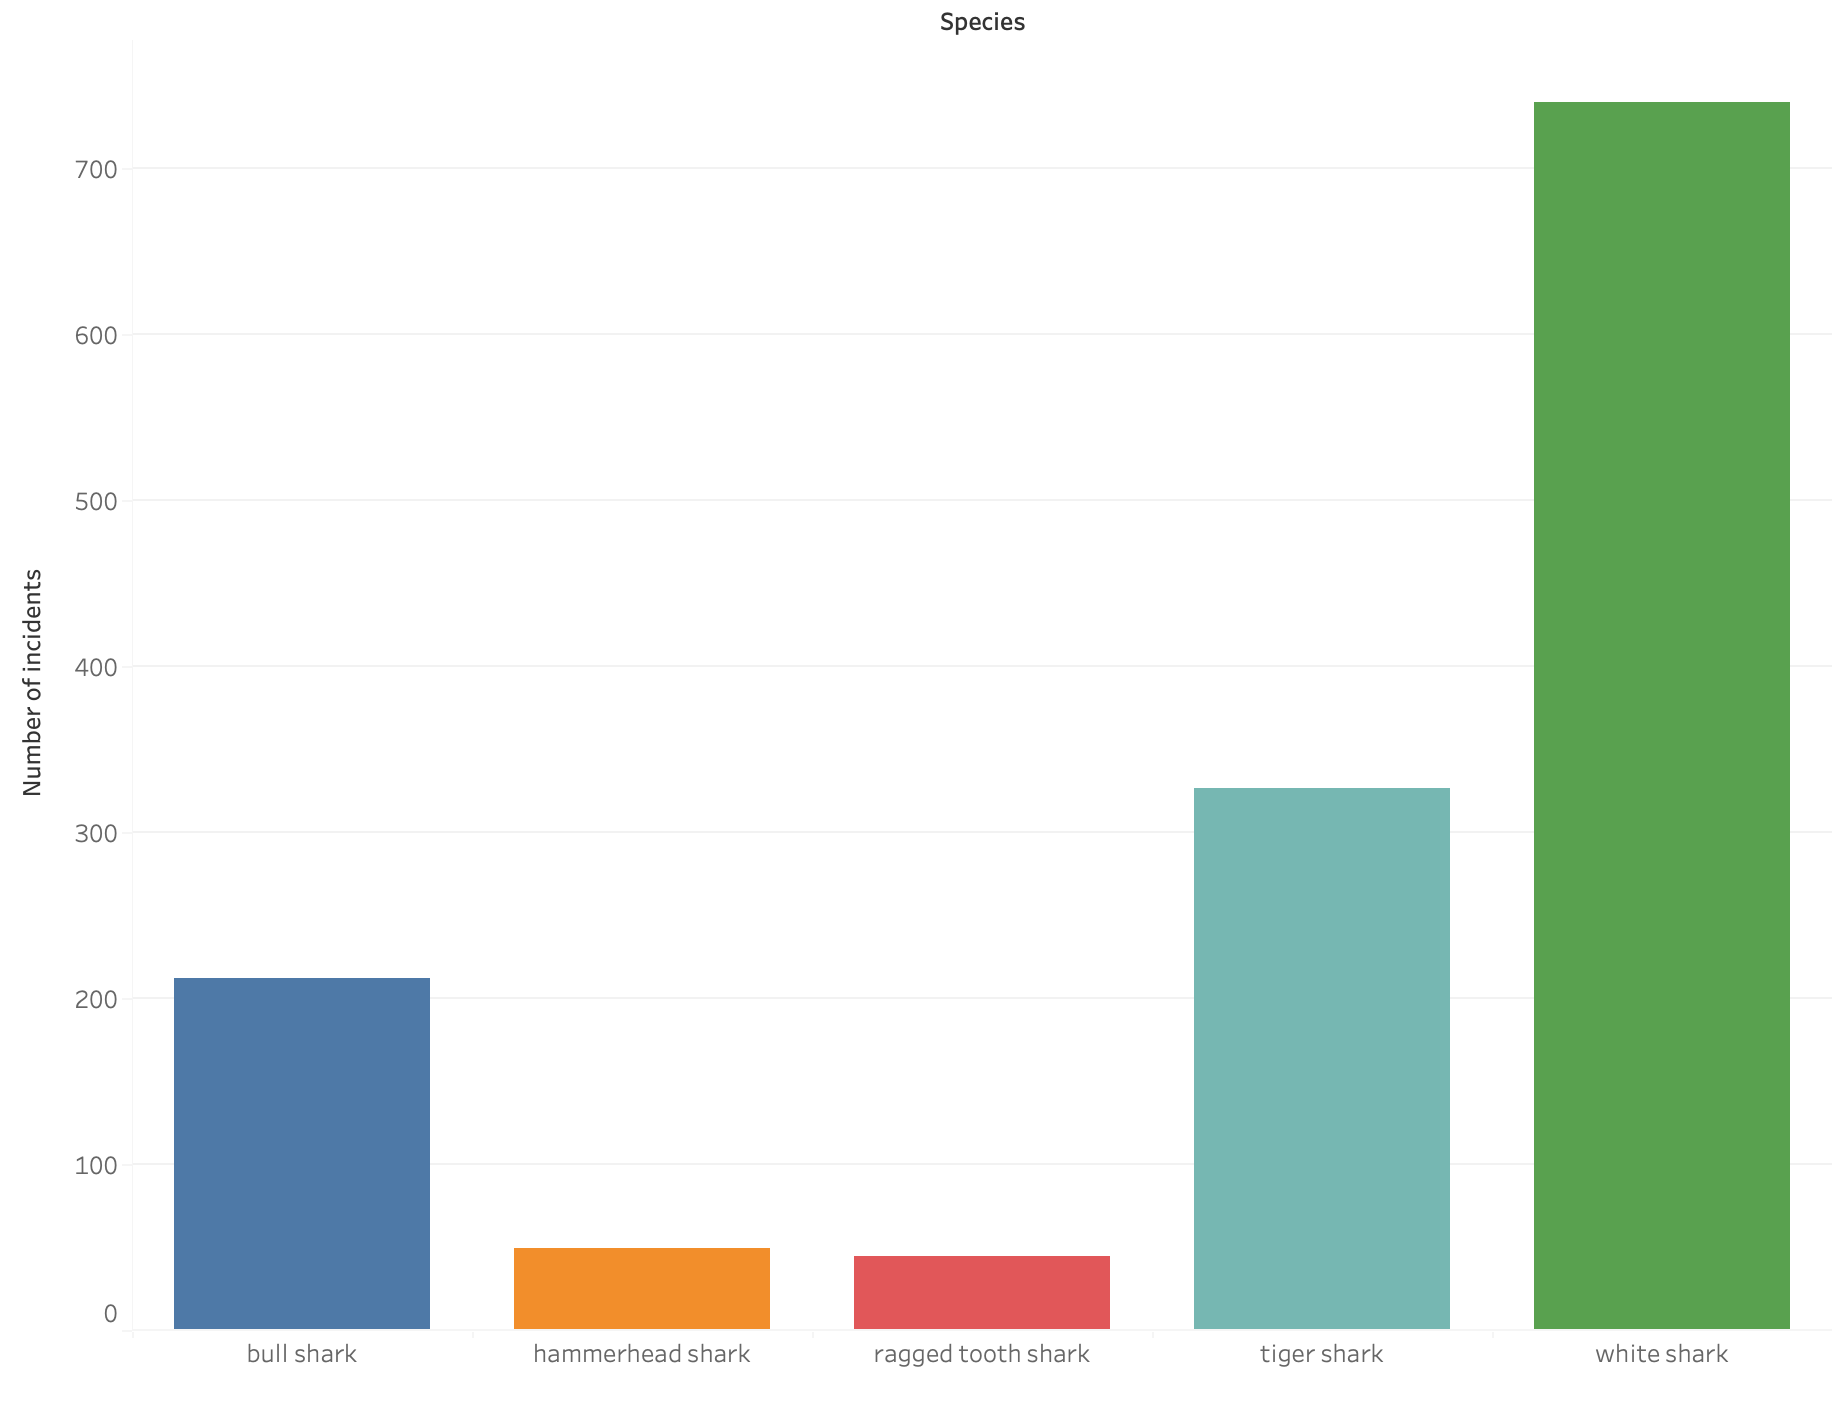 Species
Number of incidents
700
600
500
400
300
200
100
0
bull shark
hammerhead shark
ragged tooth shark
tiger shark
white shark